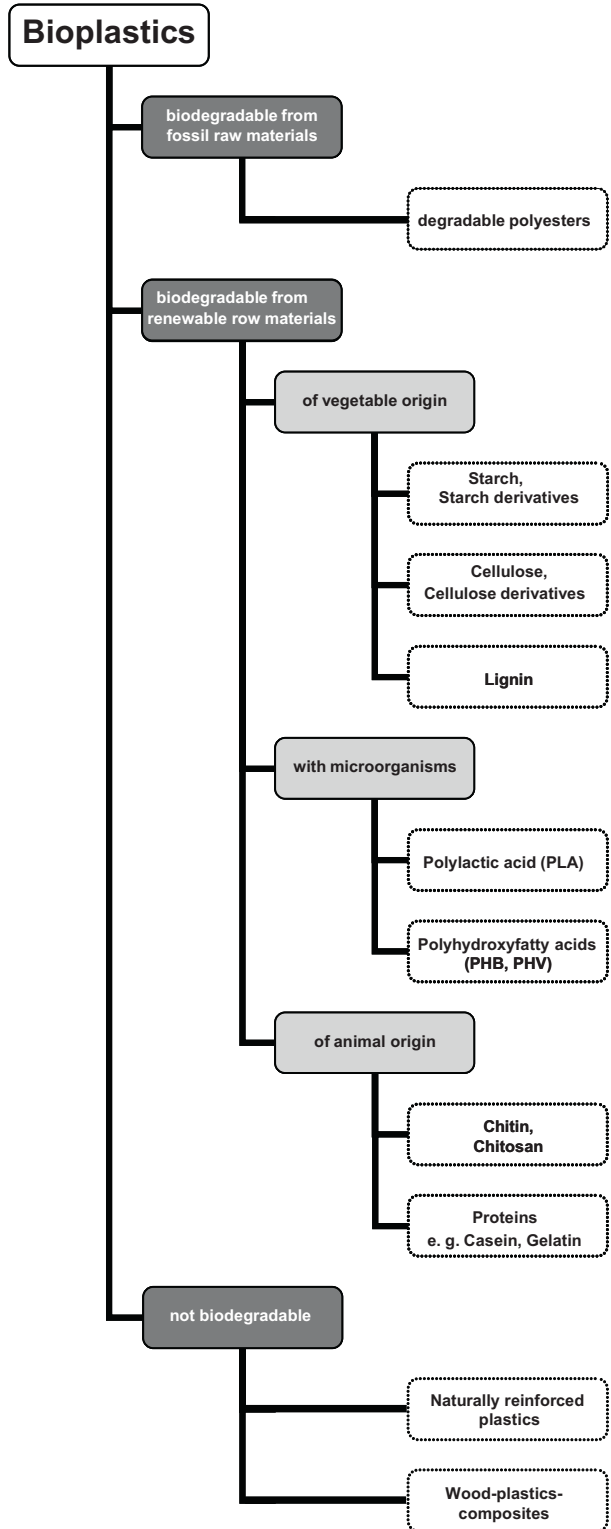 Bioplastics
biodegradable from
fossil raw materials
degradable polyesters
biodegradable from
renewable row materials
of vegetable origin
Starch,
Starch derivatives
Cellulose,
Cellulose derivatives
Lignin
with microorganisms
Polylactic acid (PLA)
Polyhydroxyfatty acids
(PHB, PHV)
of animal origin
Chitin,
Chitosan
Proteins
e. g. Casein, Gelatin
not biodegradable
Naturally reinforced
plastics
Wood-plastics-
composites